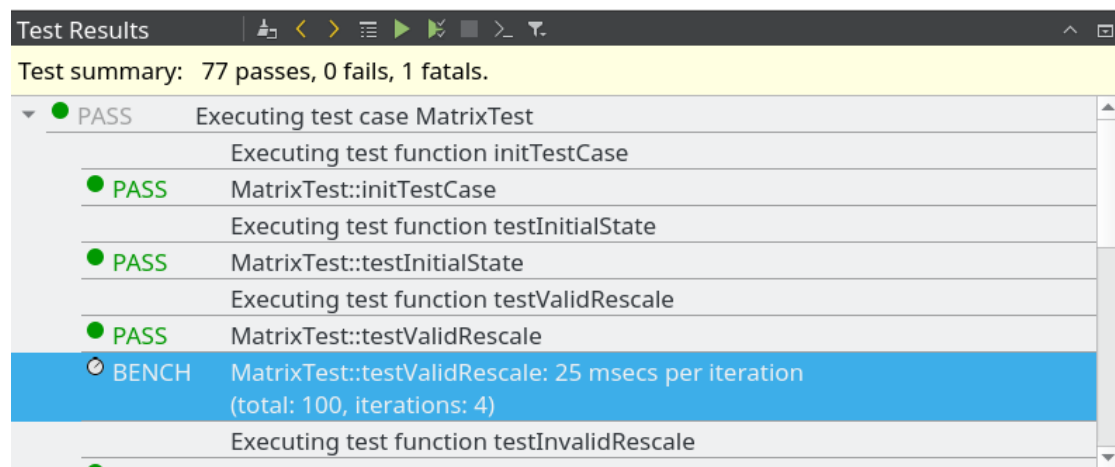 Test Results
Test summary: 77 passes, 0 fails, 1 fatals.
PASS Executing test case MatrixTest
Executing test function initTestCase
PASS MatrixTest::initTestCase
Executing test function testInitialState
PASS MatrixTest::testInitialState
Executing test function testValidRescale
PASS MatrixTest::testValidRescale
BENCH MatrixTest::testValidRescale: 25 msecs per iteration
(total: 100, iterations: 4)
Executing test function testInvalidRescale